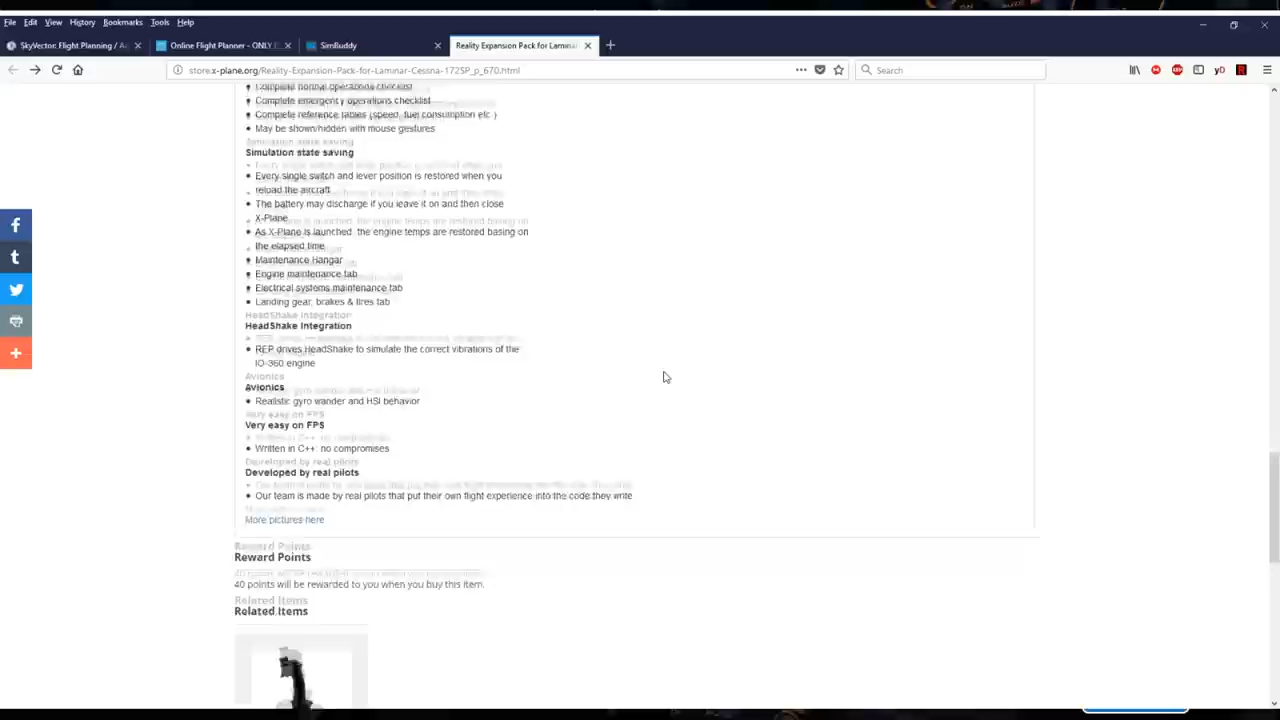 File Edit View History Bookmarks Tools Help
SkyVector: Flight Planning / A
Online Flight Planner - ONLY E
SimBuddy
Reality Expansion Pack for Lamina
store.x-plane.org/Reality-Expansion-Pack-for-Laminar-Cessna-172SP_p_670.html
Search
Complete normal operations checklist
Complete emergency operations checklist
Complete reference tables (speed, fuel consumption etc.)
May be shown/hidden with mouse gestures
Simulation state saving
Every single switch and lever position is restored when you
reload the aircraft
The battery may discharge if you leave it on and then close
X-Plane
As X-Plane is launched, the engine temps are restored basing on
the elapsed time
Maintenance Hangar
Engine maintenance tab
Electrical systems maintenance tab
Landing gear, brakes & tires tab
HeadShake Integration
REP drives HeadShake to simulate the correct vibrations of the
IO-360 engine
Avionics
Realistic gyro wander and HSI behavior
Very easy on FPS
Written in C++: no compromises
Developed by real pilots
Our team is made by real pilots that put their own flight experience into the code they write
More pictures here
Reward Points
40 points will be rewarded to you when you buy this item.
Related Items